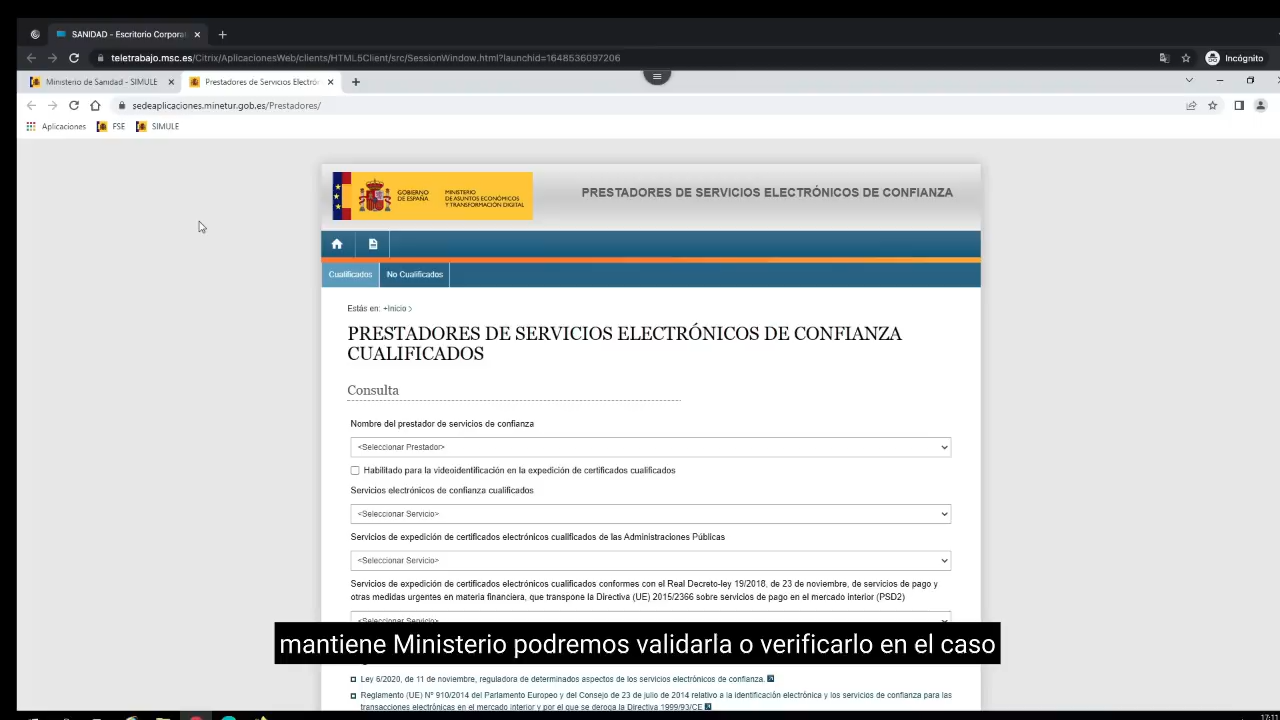 SANIDAD - Escritorio Corporat
teletrabajo.msc.es/Citrix/AplicacionesWeb/clients/HTML5Client/src/SessionWindow.html?launchid=1648536097206
Incógnito
Ministerio de Sanidad - SIMULE
Prestadores de Servicios Electró
sedeaplicaciones.minetur.gob.es/Prestadores/
Aplicaciones
FSE
SIMULE
GOBIERNO
DE ESPAÑA
MINISTERIO
DE ASUNTOS ECONÓMICOS
Y TRANSFORMACIÓN DIGITAL
PRESTADORES DE SERVICIOS ELECTRÓNICOS DE CONFIANZA
Cualificados
No Cualificados
Estás en: +Inicio >
PRESTADORES DE SERVICIOS ELECTRÓNICOS DE CONFIANZA
CUALIFICADOS
Consulta
Nombre del prestador de servicios de confianza
<Seleccionar Prestador>
Habilitado para la videoidentificación en la expedición de certificados cualificados
Servicios electrónicos de confianza cualificados
<Seleccionar Servicio>
Servicios de expedición de certificados electrónicos cualificados de las Administraciones Públicas
<Seleccionar Servicio>
Servicios de expedición de certificados electrónicos cualificados conformes con el Real Decreto-ley 19/2018, de 23 de noviembre, de servicios de pago y
otras medidas urgentes en materia financiera, que transpone la Directiva (UE) 2015/2366 sobre servicios de pago en el mercado interior (PSD2)
<Seleccionar Servicio>
mantiene Ministerio podremos validarla o verificarlo en el caso
Ley 6/2020, de 11 de noviembre, reguladora de determinados aspectos de los servicios electrónicos de confianza.
Reglamento (UE) Nº 910/2014 del Parlamento Europeo y del Consejo de 23 de julio de 2014 relativo a la identificación electrónica y los servicios de confianza para las
transacciones electrónicas en el mercado interior y por el que se deroga la Directiva 1999/93/CE
17:11